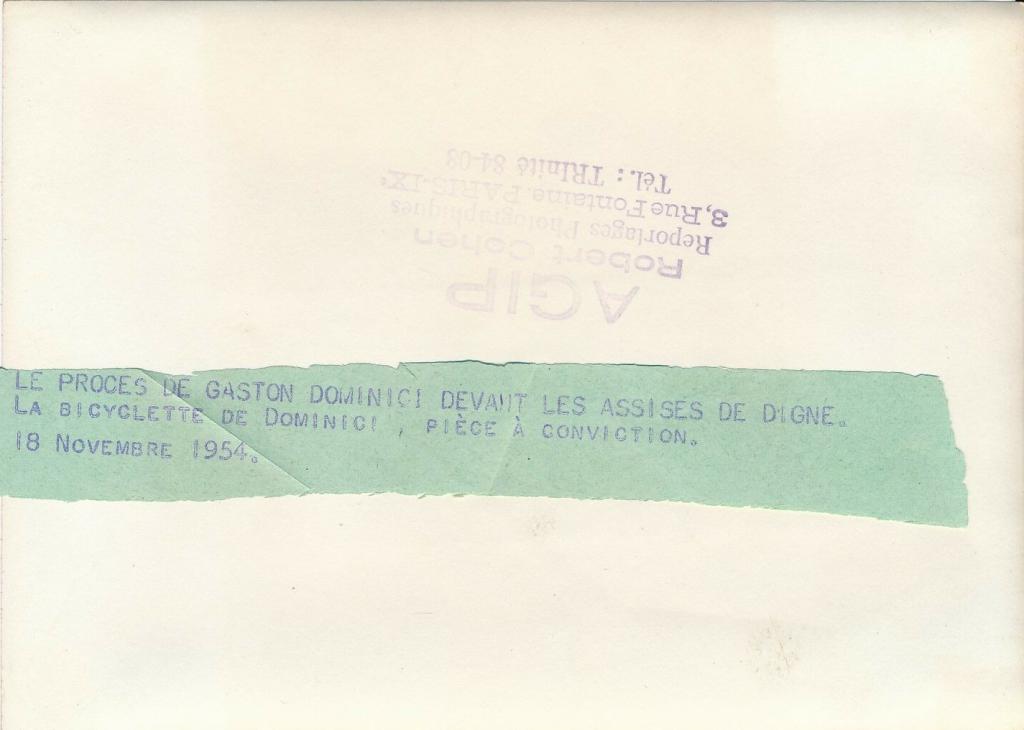 AGIP
Robert Cohen
Reportages Photographiques
3, Rue Fontaine, PARIS-IXᵉ
Tél. : TRInité 84-03
LE PROCES DE GASTON DOMINICI DEVANT LES ASSISES DE DIGNE.
LA BICYCLETTE DE DOMINICI , PIÈCE À CONVICTION.
18 NOVEMBRE 1954.